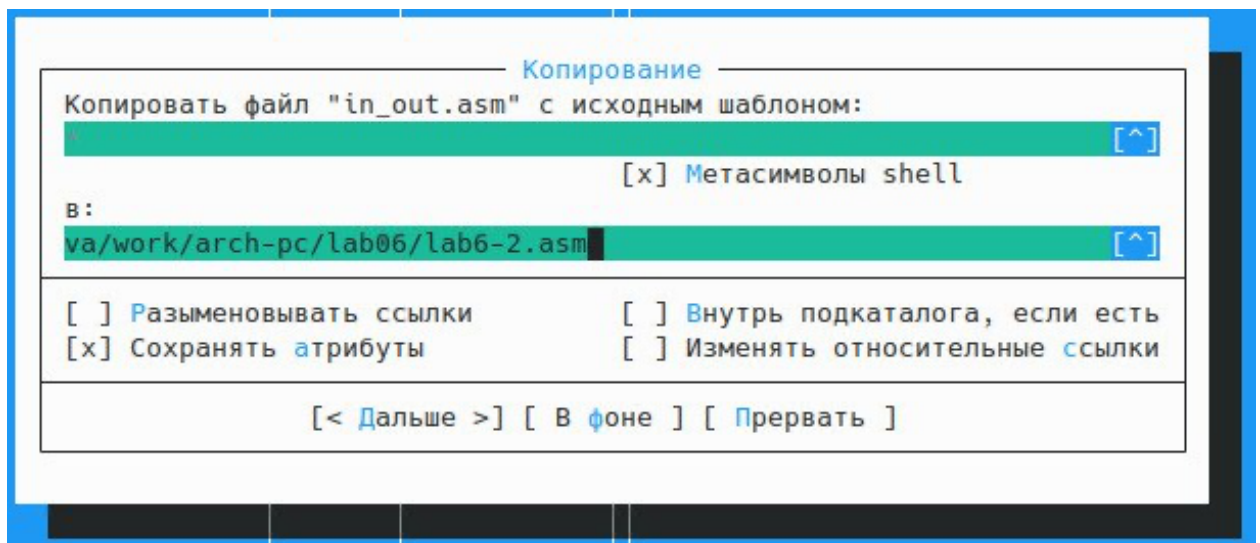 Копирование
Копировать файл "in_out.asm" с исходным шаблоном:
* [^]
[x] Метасимволы shell
в:
va/work/arch-pc/lab06/lab6-2.asm [^]
[ ] Разыменовывать ссылки [ ] Внутрь подкаталога, если есть
[x] Сохранять атрибуты [ ] Изменять относительные ссылки
[< Дальше >] [ В фоне ] [ Прервать ]